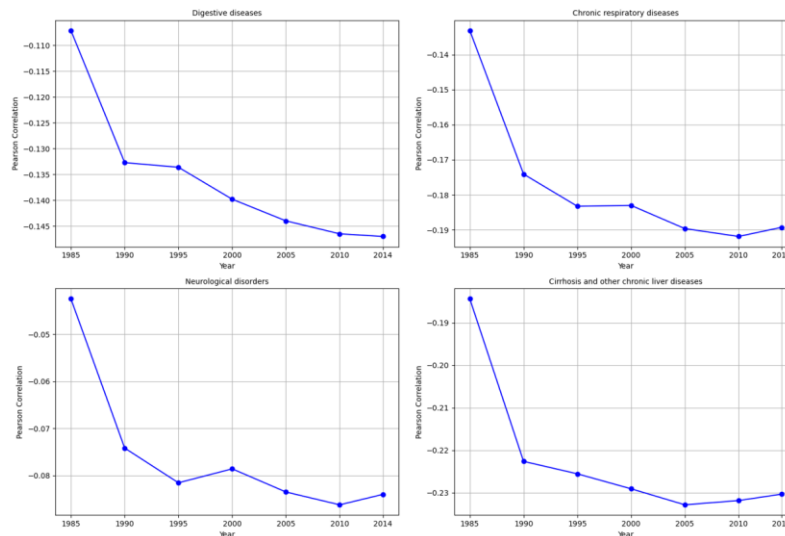 Digestive diseases
Pearson Correlation
−0.110
−0.115
−0.120
−0.125
−0.130
−0.135
−0.140
−0.145
1985 1990 1995 2000 2005 2010 2014
Year
Chronic respiratory diseases
Pearson Correlation
−0.14
−0.15
−0.16
−0.17
−0.18
−0.19
1985 1990 1995 2000 2005 2010 201
Year
Neurological disorders
Pearson Correlation
−0.05
−0.06
−0.07
−0.08
1985 1990 1995 2000 2005 2010 2014
Year
Cirrhosis and other chronic liver diseases
Pearson Correlation
−0.19
−0.20
−0.21
−0.22
−0.23
1985 1990 1995 2000 2005 2010 201
Year